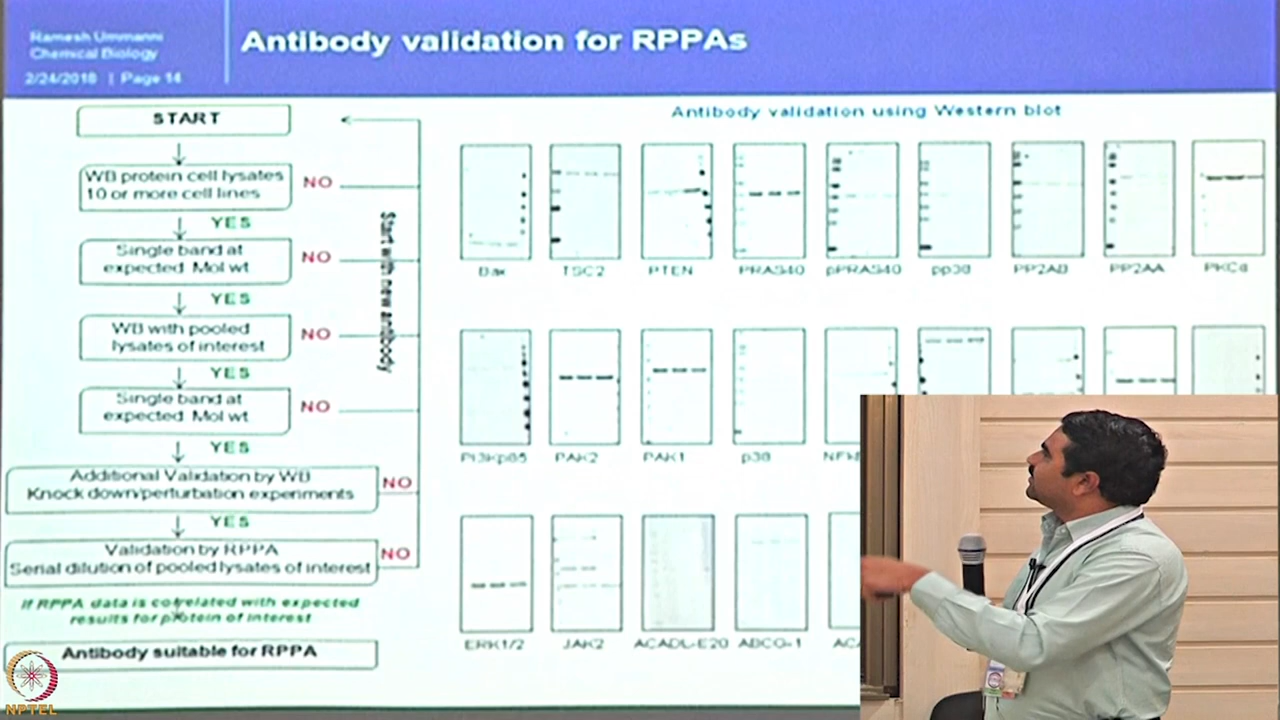 Ramesh Ummanni
Chemical Biology
2/24/2018 | Page 14
Antibody validation for RPPAs
START
WB protein cell lysates
10 or more cell lines
NO
YES
Single band at
expected Mol wt
NO
YES
WB with pooled
lysates of interest
NO
YES
Single band at
expected Mol wt
NO
YES
Additional Validation by WB
Knock down/perturbation experiments
NO
YES
Validation by RPPA
Serial dilution of pooled lysates of interest
NO
If RPPA data is correlated with expected
results for protein of interest
Antibody suitable for RPPA
Start with new antibody
Antibody validation using Western blot
Bax TSC2 PTEN PRAS40 pPRAS40 pp38 PP2AB PP2AA PKCα
PI3Kp85 PAK2 PAK1 p38
ERK1/2 JAK2 ACADL-E20 ABCG-1
NPTEL